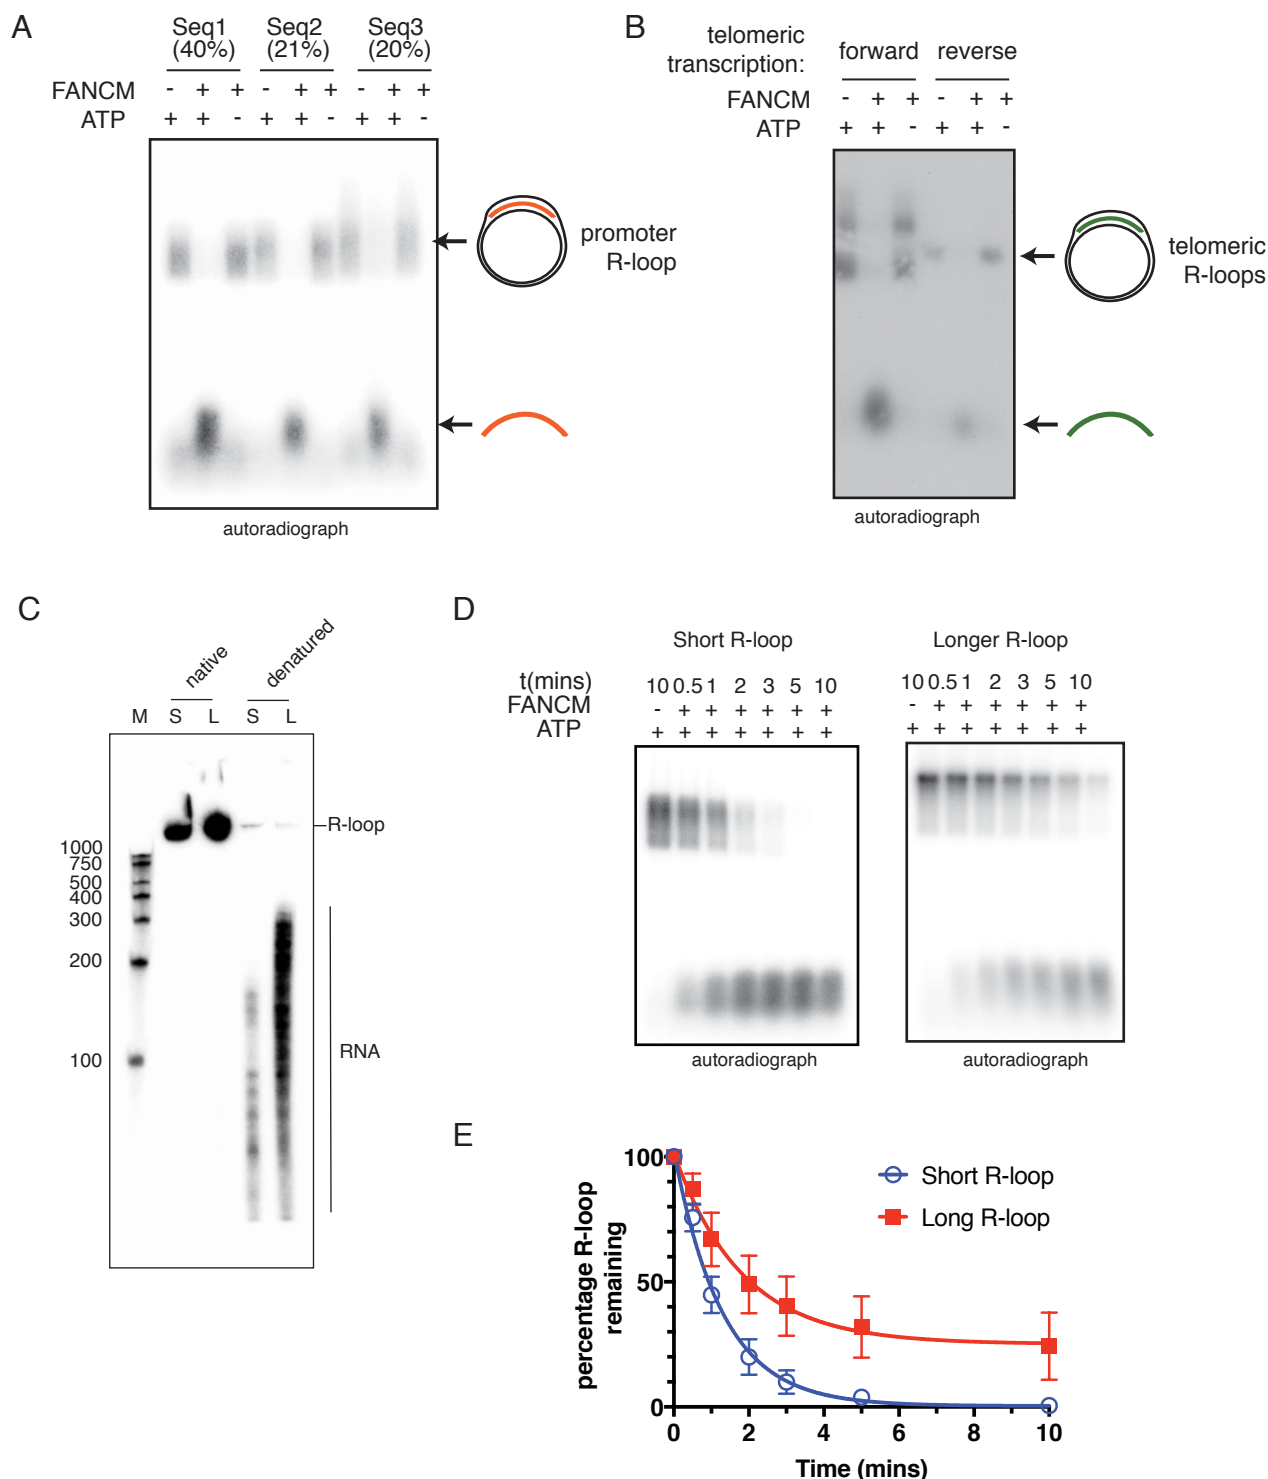 A
Seq1 Seq2 Seq3
(40%) (21%) (20%)
FANCM - + + - + + - + +
ATP + + - + + - + + -
promoter
R-loop
autoradiograph
B
telomeric
transcription:
forward reverse
FANCM - + + - + +
ATP + + - + + -
telomeric
R-loops
autoradiograph
C
native denatured
M S L S L
R-loop
1000
750
500
400
300
200
100
RNA
D
Short R-loop
t(mins) 10 0.5 1 2 3 5 10
FANCM - + + + + + +
ATP + + + + + + +
autoradiograph
Longer R-loop
10 0.5 1 2 3 5 10
- + + + + + +
+ + + + + + +
autoradiograph
E
percentage R-loop
remaining
100
50
0
Short R-loop
Long R-loop
0 2 4 6 8 10
Time (mins)